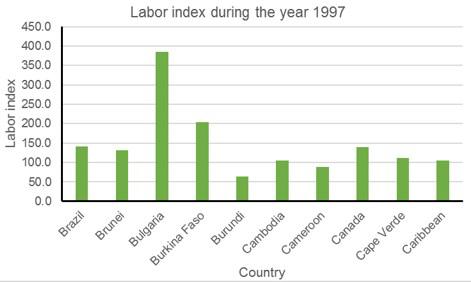 Labor index during the year 1997
Labor index
450.0
400.0
350.0
300.0
250.0
200.0
150.0
100.0
50.0
0.0
Brazil
Brunei
Bulgaria
Burkina Faso
Burundi
Cambodia
Cameroon
Canada
Cape Verde
Caribbean
Country